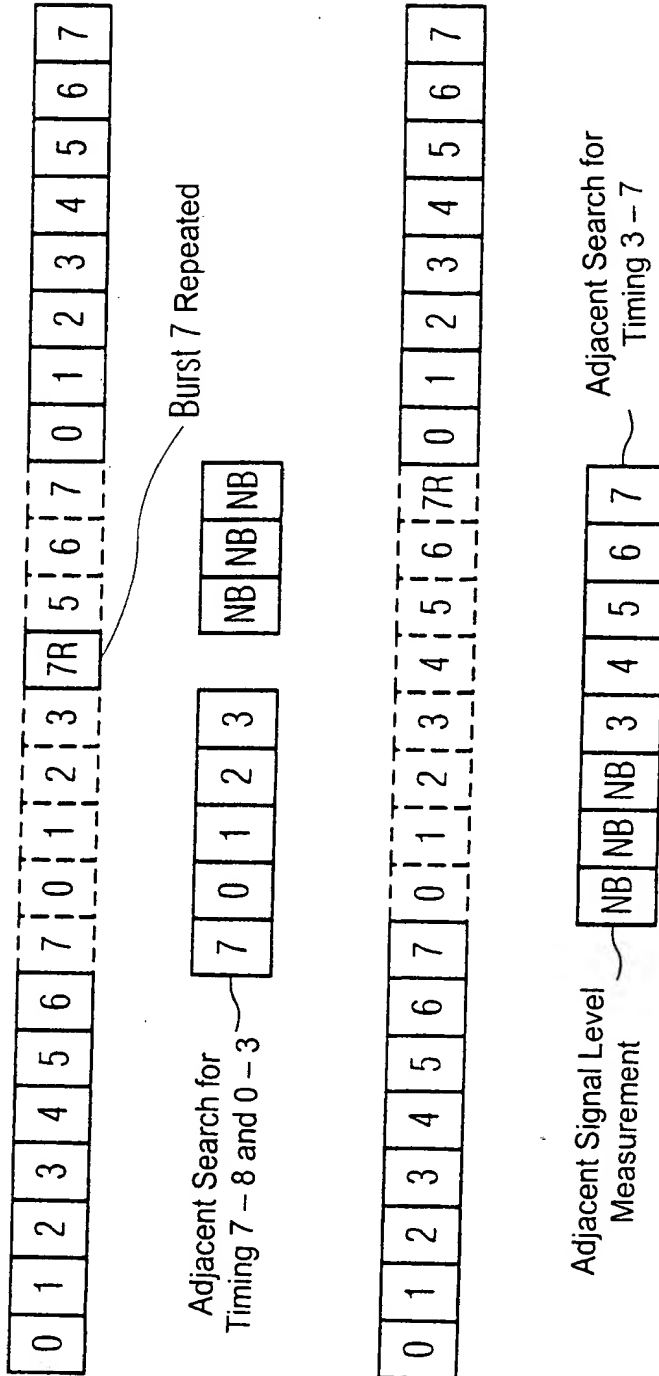 0 1 2 3 4 5 6 7 0 1 2 3 7R 5 6 7 0 1 2 3 4 5 6 7
Burst 7 Repeated
7 0 1 2 3 NB NB NB
Adjacent Search for
Timing 7 – 8 and 0 – 3
0 1 2 3 4 5 6 7 0 1 2 3 4 5 6 7R 0 1 2 3 4 5 6 7
NB NB NB 3 4 5 6 7
Adjacent Signal Level
Measurement
Adjacent Search for
Timing 3 – 7